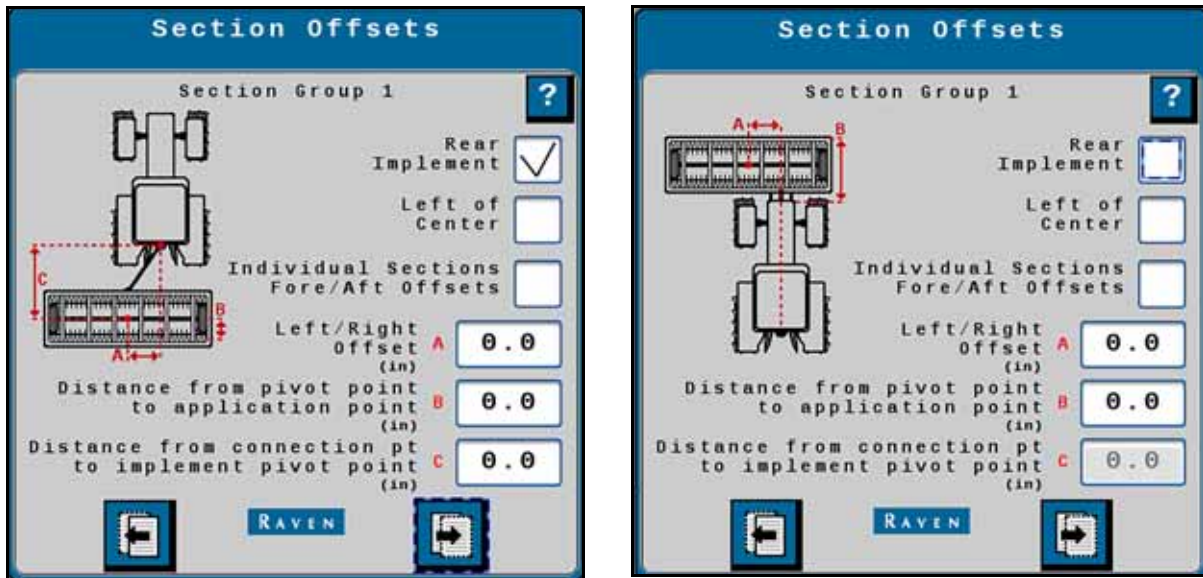 Section Offsets
Section Group 1
?
Rear
Implement
Left of
Center
Individual Sections
Fore/Aft Offsets
C
B
A
Left/Right
Offset A 0.0
(in)
Distance from pivot point
to application point B 0.0
(in)
Distance from connection pt
to implement pivot point C 0.0
(in)
RAVEN
Section Offsets
Section Group 1
?
A
B
Rear
Implement
Left of
Center
Individual Sections
Fore/Aft Offsets
Left/Right
Offset A 0.0
(in)
Distance from pivot point
to application point B 0.0
(in)
Distance from connection pt
to implement pivot point C 0.0
(in)
RAVEN